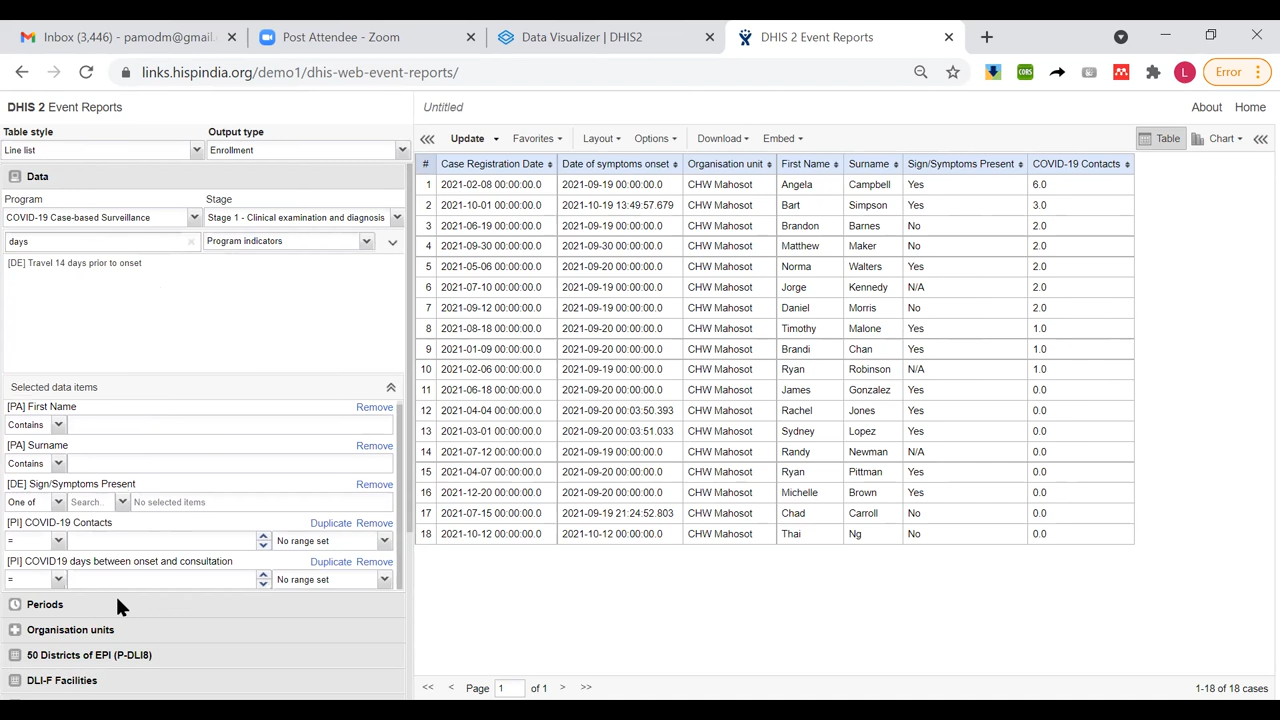 Inbox (3,446) - pamodm@gmail. Post Attendee - Zoom Data Visualizer | DHIS2 DHIS 2 Event Reports
links.hispindia.org/demo1/dhis-web-event-reports/ CORS L Error
DHIS 2 Event Reports Untitled About Home
Table style Output type
Line list Enrollment
Update Favorites Layout Options Download Embed Table Chart
Data
Program Stage
COVID-19 Case-based Surveillance Stage 1 - Clinical examination and diagnosis
days Program indicators
[DE] Travel 14 days prior to onset
Selected data items
[PA] First Name Remove
Contains
[PA] Surname Remove
Contains
[DE] Sign/Symptoms Present Remove
One of Search.. No selected items
[PI] COVID-19 Contacts Duplicate Remove
= No range set
[PI] COVID19 days between onset and consultation Duplicate Remove
= No range set
Periods
Organisation units
50 Districts of EPI (P-DLI8)
DLI-F Facilities
# Case Registration Date Date of symptoms onset Organisation unit First Name Surname Sign/Symptoms Present COVID-19 Contacts
1 2021-02-08 00:00:00.0 2021-09-19 00:00:00.0 CHW Mahosot Angela Campbell Yes 6.0
2 2021-10-01 00:00:00.0 2021-10-19 13:49:57.679 CHW Mahosot Bart Simpson Yes 3.0
3 2021-06-19 00:00:00.0 2021-09-19 00:00:00.0 CHW Mahosot Brandon Barnes No 2.0
4 2021-09-30 00:00:00.0 2021-09-30 00:00:00.0 CHW Mahosot Matthew Maker No 2.0
5 2021-05-06 00:00:00.0 2021-09-20 00:00:00.0 CHW Mahosot Norma Walters Yes 2.0
6 2021-07-10 00:00:00.0 2021-09-19 00:00:00.0 CHW Mahosot Jorge Kennedy N/A 2.0
7 2021-09-12 00:00:00.0 2021-09-19 00:00:00.0 CHW Mahosot Daniel Morris No 2.0
8 2021-08-18 00:00:00.0 2021-09-20 00:00:00.0 CHW Mahosot Timothy Malone Yes 1.0
9 2021-01-09 00:00:00.0 2021-09-20 00:00:00.0 CHW Mahosot Brandi Chan Yes 1.0
10 2021-02-06 00:00:00.0 2021-09-19 00:00:00.0 CHW Mahosot Ryan Robinson N/A 1.0
11 2021-06-18 00:00:00.0 2021-09-20 00:00:00.0 CHW Mahosot James Gonzalez Yes 0.0
12 2021-04-04 00:00:00.0 2021-09-20 00:03:50.393 CHW Mahosot Rachel Jones Yes 0.0
13 2021-03-01 00:00:00.0 2021-09-20 00:03:51.033 CHW Mahosot Sydney Lopez Yes 0.0
14 2021-07-12 00:00:00.0 2021-09-19 00:00:00.0 CHW Mahosot Randy Newman N/A 0.0
15 2021-04-07 00:00:00.0 2021-09-20 00:00:00.0 CHW Mahosot Ryan Pittman Yes 0.0
16 2021-12-20 00:00:00.0 2021-09-20 00:00:00.0 CHW Mahosot Michelle Brown Yes 0.0
17 2021-07-15 00:00:00.0 2021-09-19 21:24:52.803 CHW Mahosot Chad Carroll No 0.0
18 2021-10-12 00:00:00.0 2021-10-12 00:00:00.0 CHW Mahosot Thai Ng No 0.0
<< < Page 1 of 1 > >> 1-18 of 18 cases